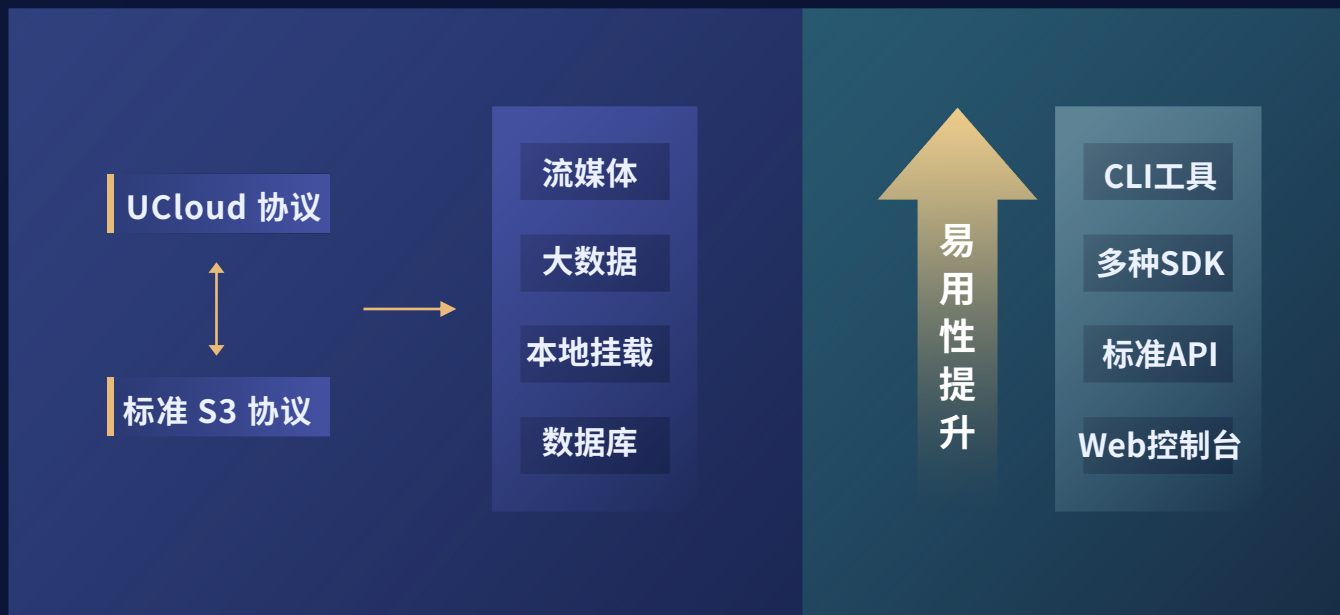 UCloud 协议
标准 S3 协议
流媒体
大数据
本地挂载
数据库
易用性提升
CLI工具
多种SDK
标准API
Web控制台